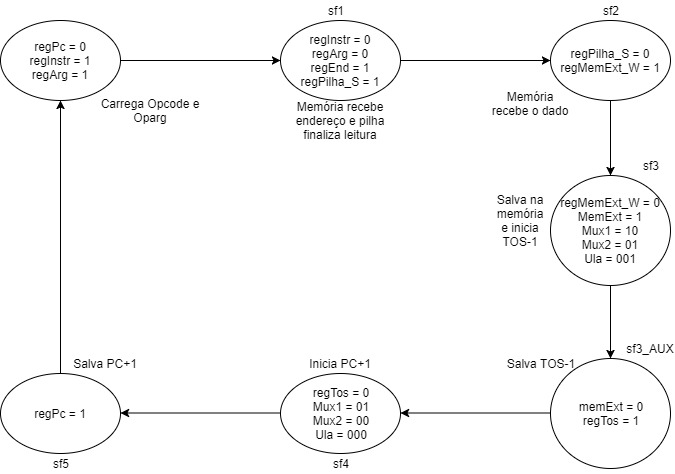 sf1
sf2
regPc = 0
regInstr = 1
regArg = 1
regInstr = 0
regArg = 0
regEnd = 1
regPilha_S = 1
regPilha_S = 0
regMemExt_W = 1
Carrega Opcode e
Oparg
Memória recebe
endereço e pilha
finaliza leitura
Memória
recebe o dado
sf3
Salva na
memória
e inicia
TOS-1
regMemExt_W = 0
MemExt = 1
Mux1 = 10
Mux2 = 01
Ula = 001
sf3_AUX
Salva PC+1
Inicia PC+1
Salva TOS-1
regPc = 1
regTos = 0
Mux1 = 01
Mux2 = 00
Ula = 000
memExt = 0
regTos = 1
sf5
sf4